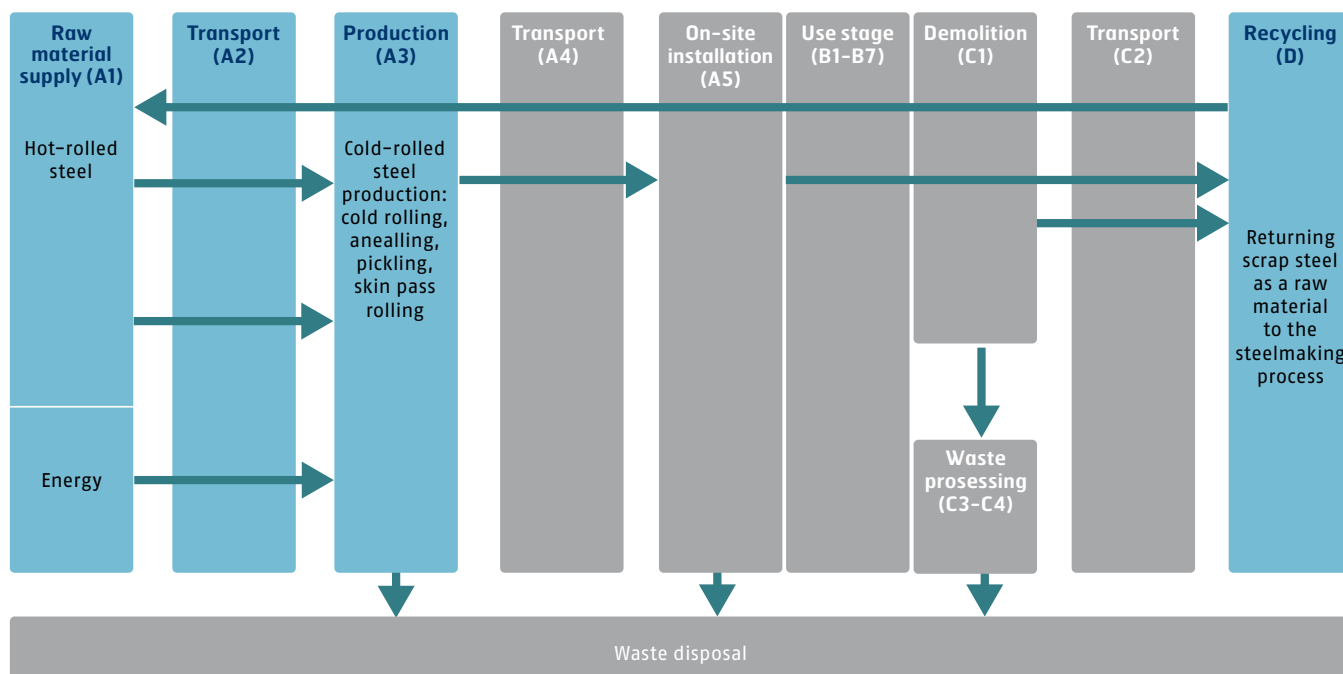 Raw
material
supply (A1)
Transport
(A2)
Production
(A3)
Transport
(A4)
On-site
installation
(A5)
Use stage
(B1-B7)
Demolition
(C1)
Transport
(C2)
Recycling
(D)
Hot-rolled
steel
Cold-rolled
steel
production:
cold rolling,
anealling,
pickling,
skin pass
rolling
Returning
scrap steel
as a raw
material
to the
steelmaking
process
Energy
Waste
prosessing
(C3-C4)
Waste disposal